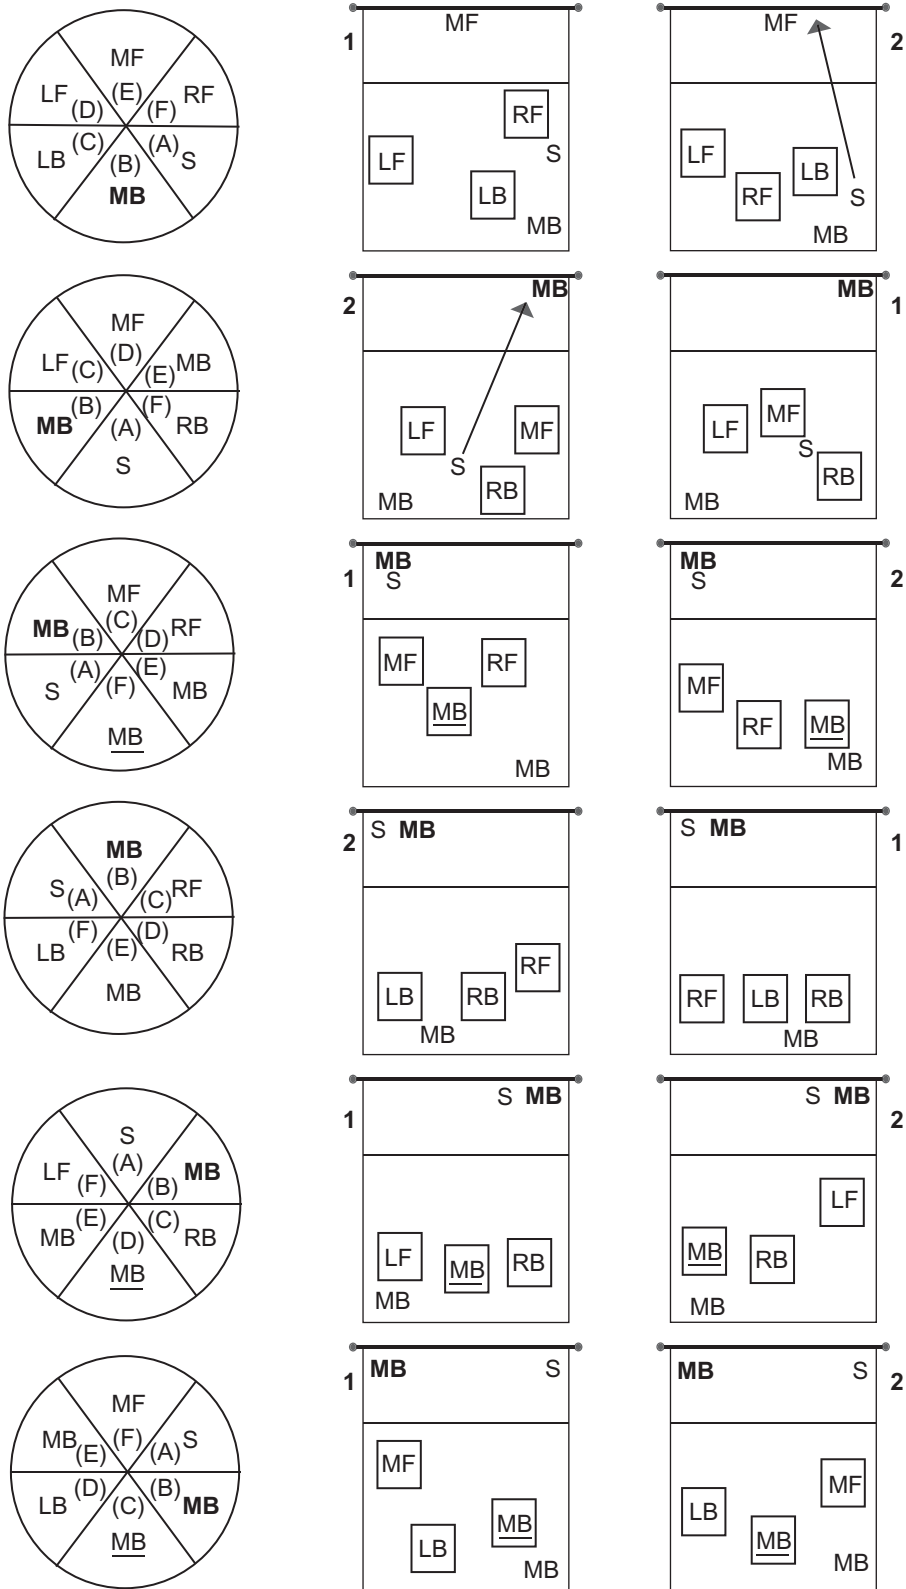 MF
LF (D) (E) (F) RF
LB (C) (B) (A) S
**MB**
1 MF
RF
LF S
LB
MB
MF 2
LF LB
RF S
MB
MF
LF (C) (D) (E) MB
MB (B) (A) (F) RB
S
2 MB
LF MF
S
MB RB
MB 1
LF MF
S
MB RB
MF
MB (B) (C) (D) RF
S (A) (F) (E) MB
MB
1 MB
S
MF RF
MB
MB
MB 2
S
MF
RF MB
MB
MB
S (A) (B) (C) RF
LB (F) (E) (D) RB
MB
2 S MB
RF
LB RB
MB
S MB 1
RF LB RB
MB
S
LF (F) (A) (B) MB
MB (E) (D) (C) RB
MB
1 S MB
LF MB RB
MB
S MB 2
LF
MB RB
MB
MF
MB (E) (F) (A) S
LB (D) (C) (B) MB
MB
1 MB S
MF
MB
LB
MB
MB S 2
MF
LB
MB
MB